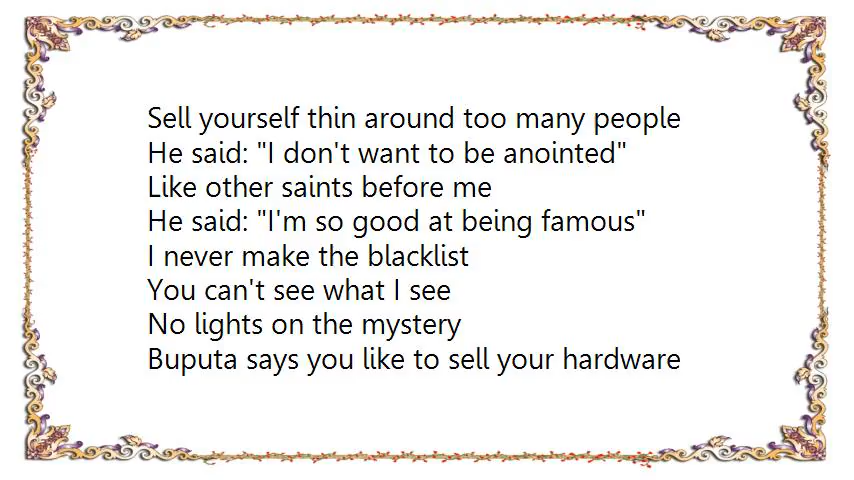 Sell yourself thin around too many people
He said: "I don't want to be anointed"
Like other saints before me
He said: "I'm so good at being famous"
I never make the blacklist
You can't see what I see
No lights on the mystery
Buputa says you like to sell your hardware